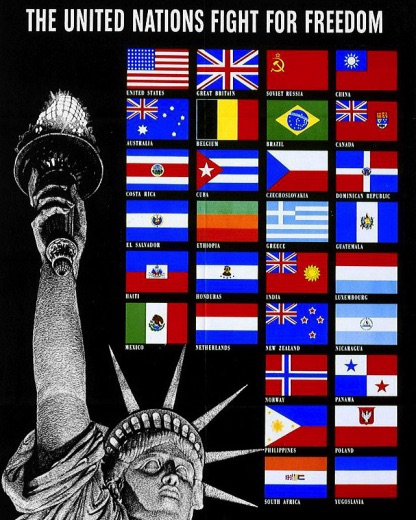 THE UNITED NATIONS FIGHT FOR FREEDOM
UNITED STATES GREAT BRITAIN SOVIET RUSSIA CHINA
AUSTRALIA BELGIUM BRAZIL CANADA
COSTA RICA CUBA CZECHOSLOVAKIA DOMINICAN REPUBLIC
EL SALVADOR ETHIOPIA GREECE GUATEMALA
HAITI HONDURAS INDIA LUXEMBOURG
MEXICO NETHERLANDS NEW ZEALAND NICARAGUA
NORWAY PANAMA
PHILIPPINES POLAND
SOUTH AFRICA YUGOSLAVIA